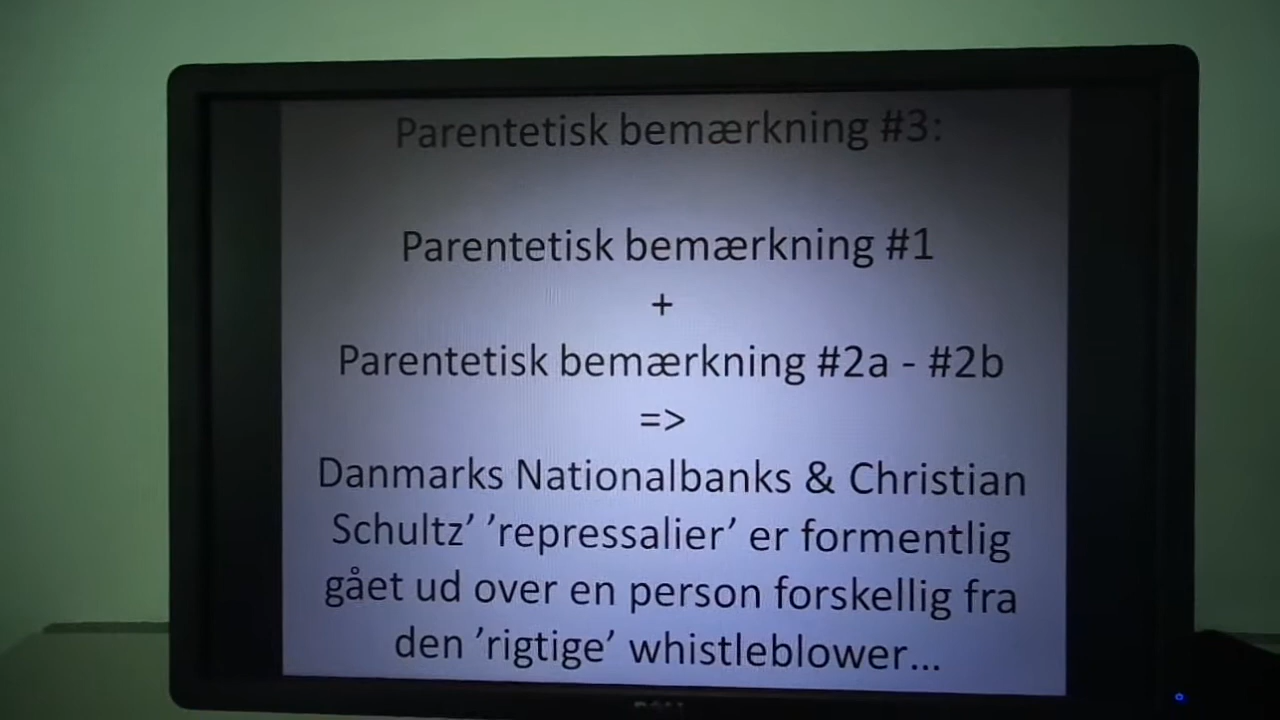 Parentetisk bemærkning #3:
Parentetisk bemærkning #1
+
Parentetisk bemærkning #2a - #2b
=>
Danmarks Nationalbanks & Christian
Schultz’ ’repressalier’ er formentlig
gået ud over en person forskellig fra
den ’rigtige’ whistleblower...